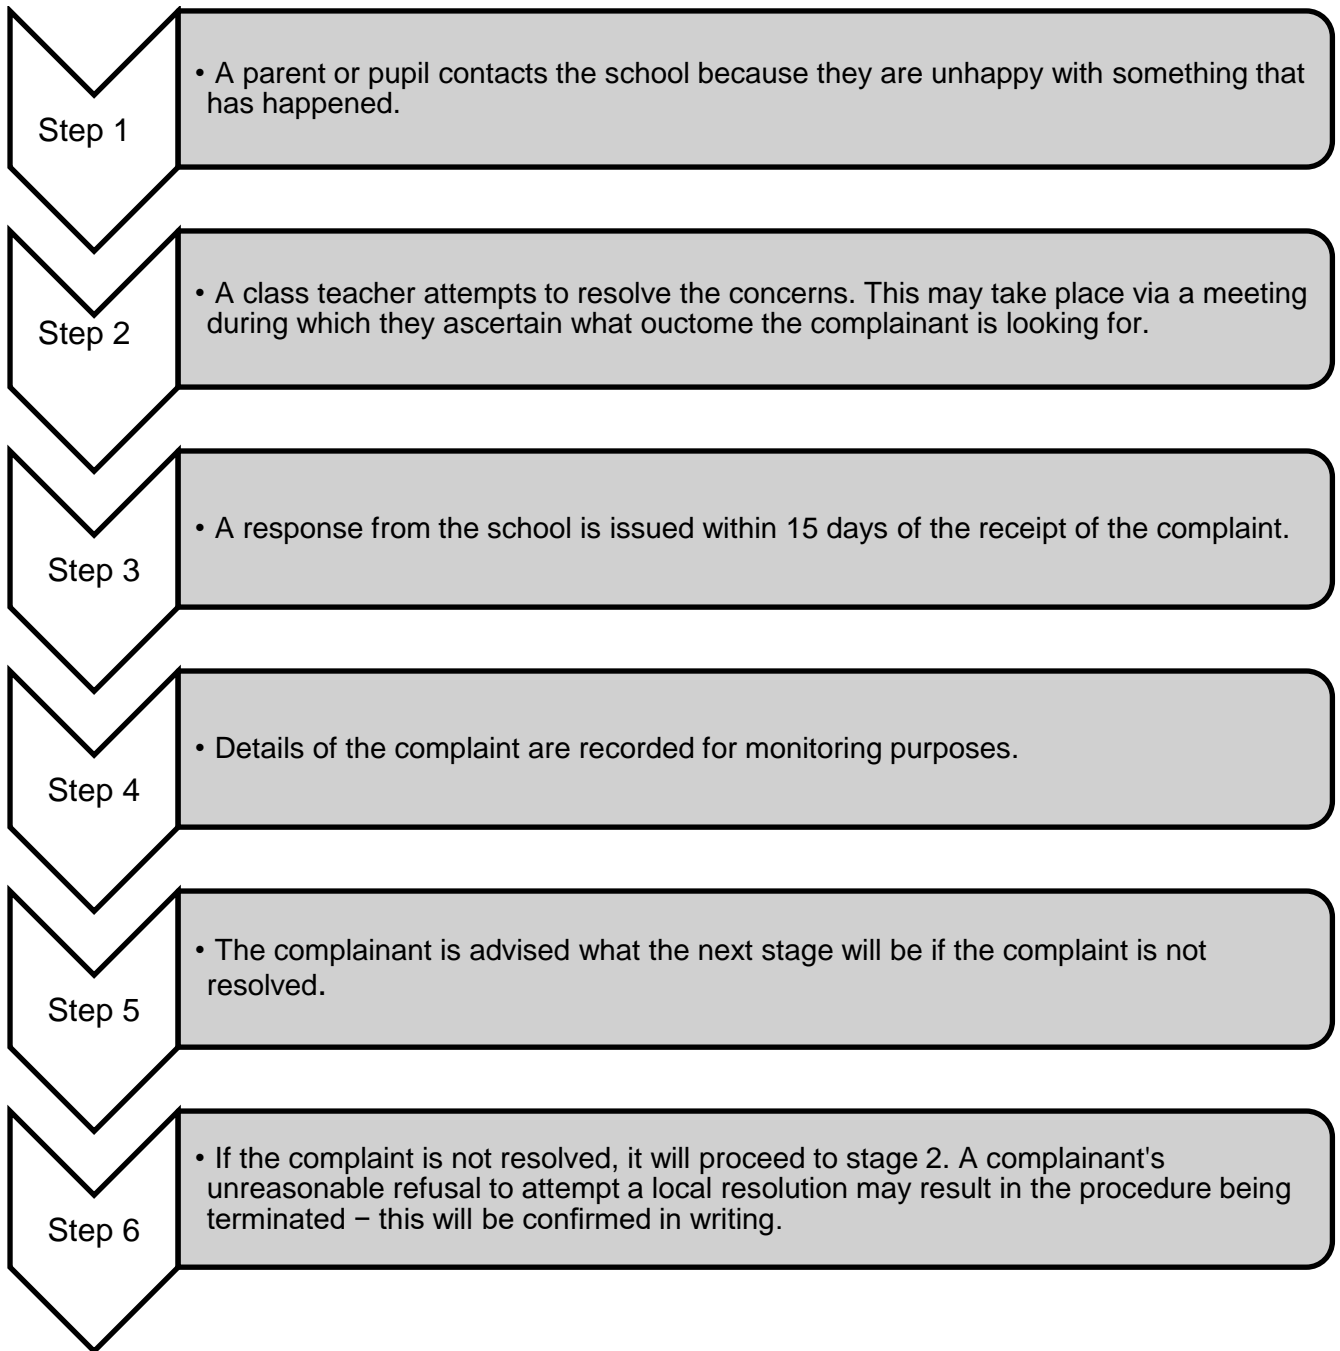 Step 1
• A parent or pupil contacts the school because they are unhappy with something that
has happened.
Step 2
• A class teacher attempts to resolve the concerns. This may take place via a meeting
during which they ascertain what ouctome the complainant is looking for.
Step 3
• A response from the school is issued within 15 days of the receipt of the complaint.
Step 4
• Details of the complaint are recorded for monitoring purposes.
Step 5
• The complainant is advised what the next stage will be if the complaint is not
resolved.
Step 6
• If the complaint is not resolved, it will proceed to stage 2. A complainant's
unreasonable refusal to attempt a local resolution may result in the procedure being
terminated – this will be confirmed in writing.